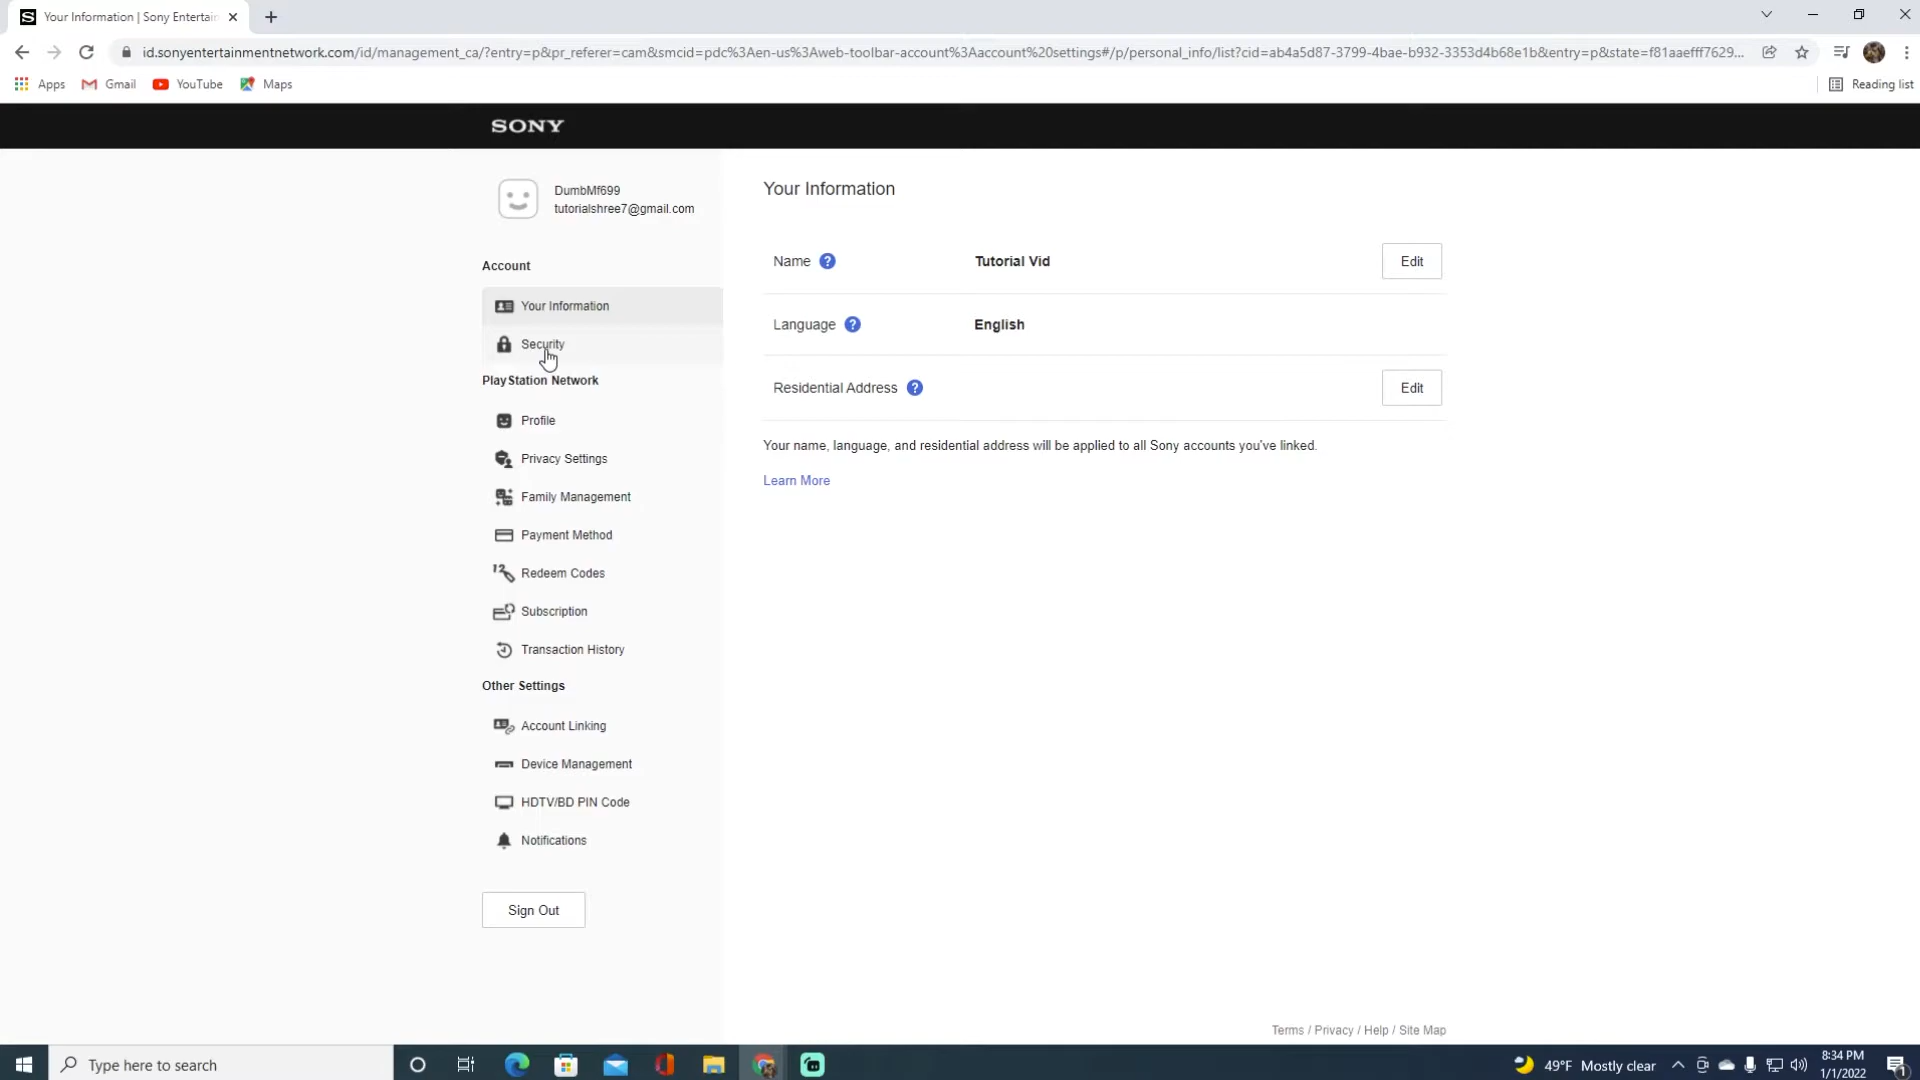 Your Information | Sony Entertain
id.sonyentertainmentnetwork.com/id/management_ca/?entry=p&pr_referer=cam&smcid=pdc%3Aen-us%3Aweb-toolbar-account%3Aaccount%20settings#/p/personal_info/list?cid=ab4a5d87-3799-4bae-b932-3353d4b68e1b&entry=p&state=f81aaefff7629...
Apps Gmail YouTube Maps Reading list
SONY
DumbMf699
tutorialshree7@gmail.com
Account
Your Information
Security
PlayStation Network
Profile
Privacy Settings
Family Management
Payment Method
Redeem Codes
Subscription
Transaction History
Other Settings
Account Linking
Device Management
HDTV/BD PIN Code
Notifications
Sign Out
Your Information
Name ? Tutorial Vid Edit
Language ? English
Residential Address ? Edit
Your name, language, and residential address will be applied to all Sony accounts you've linked.
Learn More
Terms / Privacy / Help / Site Map
Type here to search
49°F Mostly clear
8:34 PM
1/1/2022
1